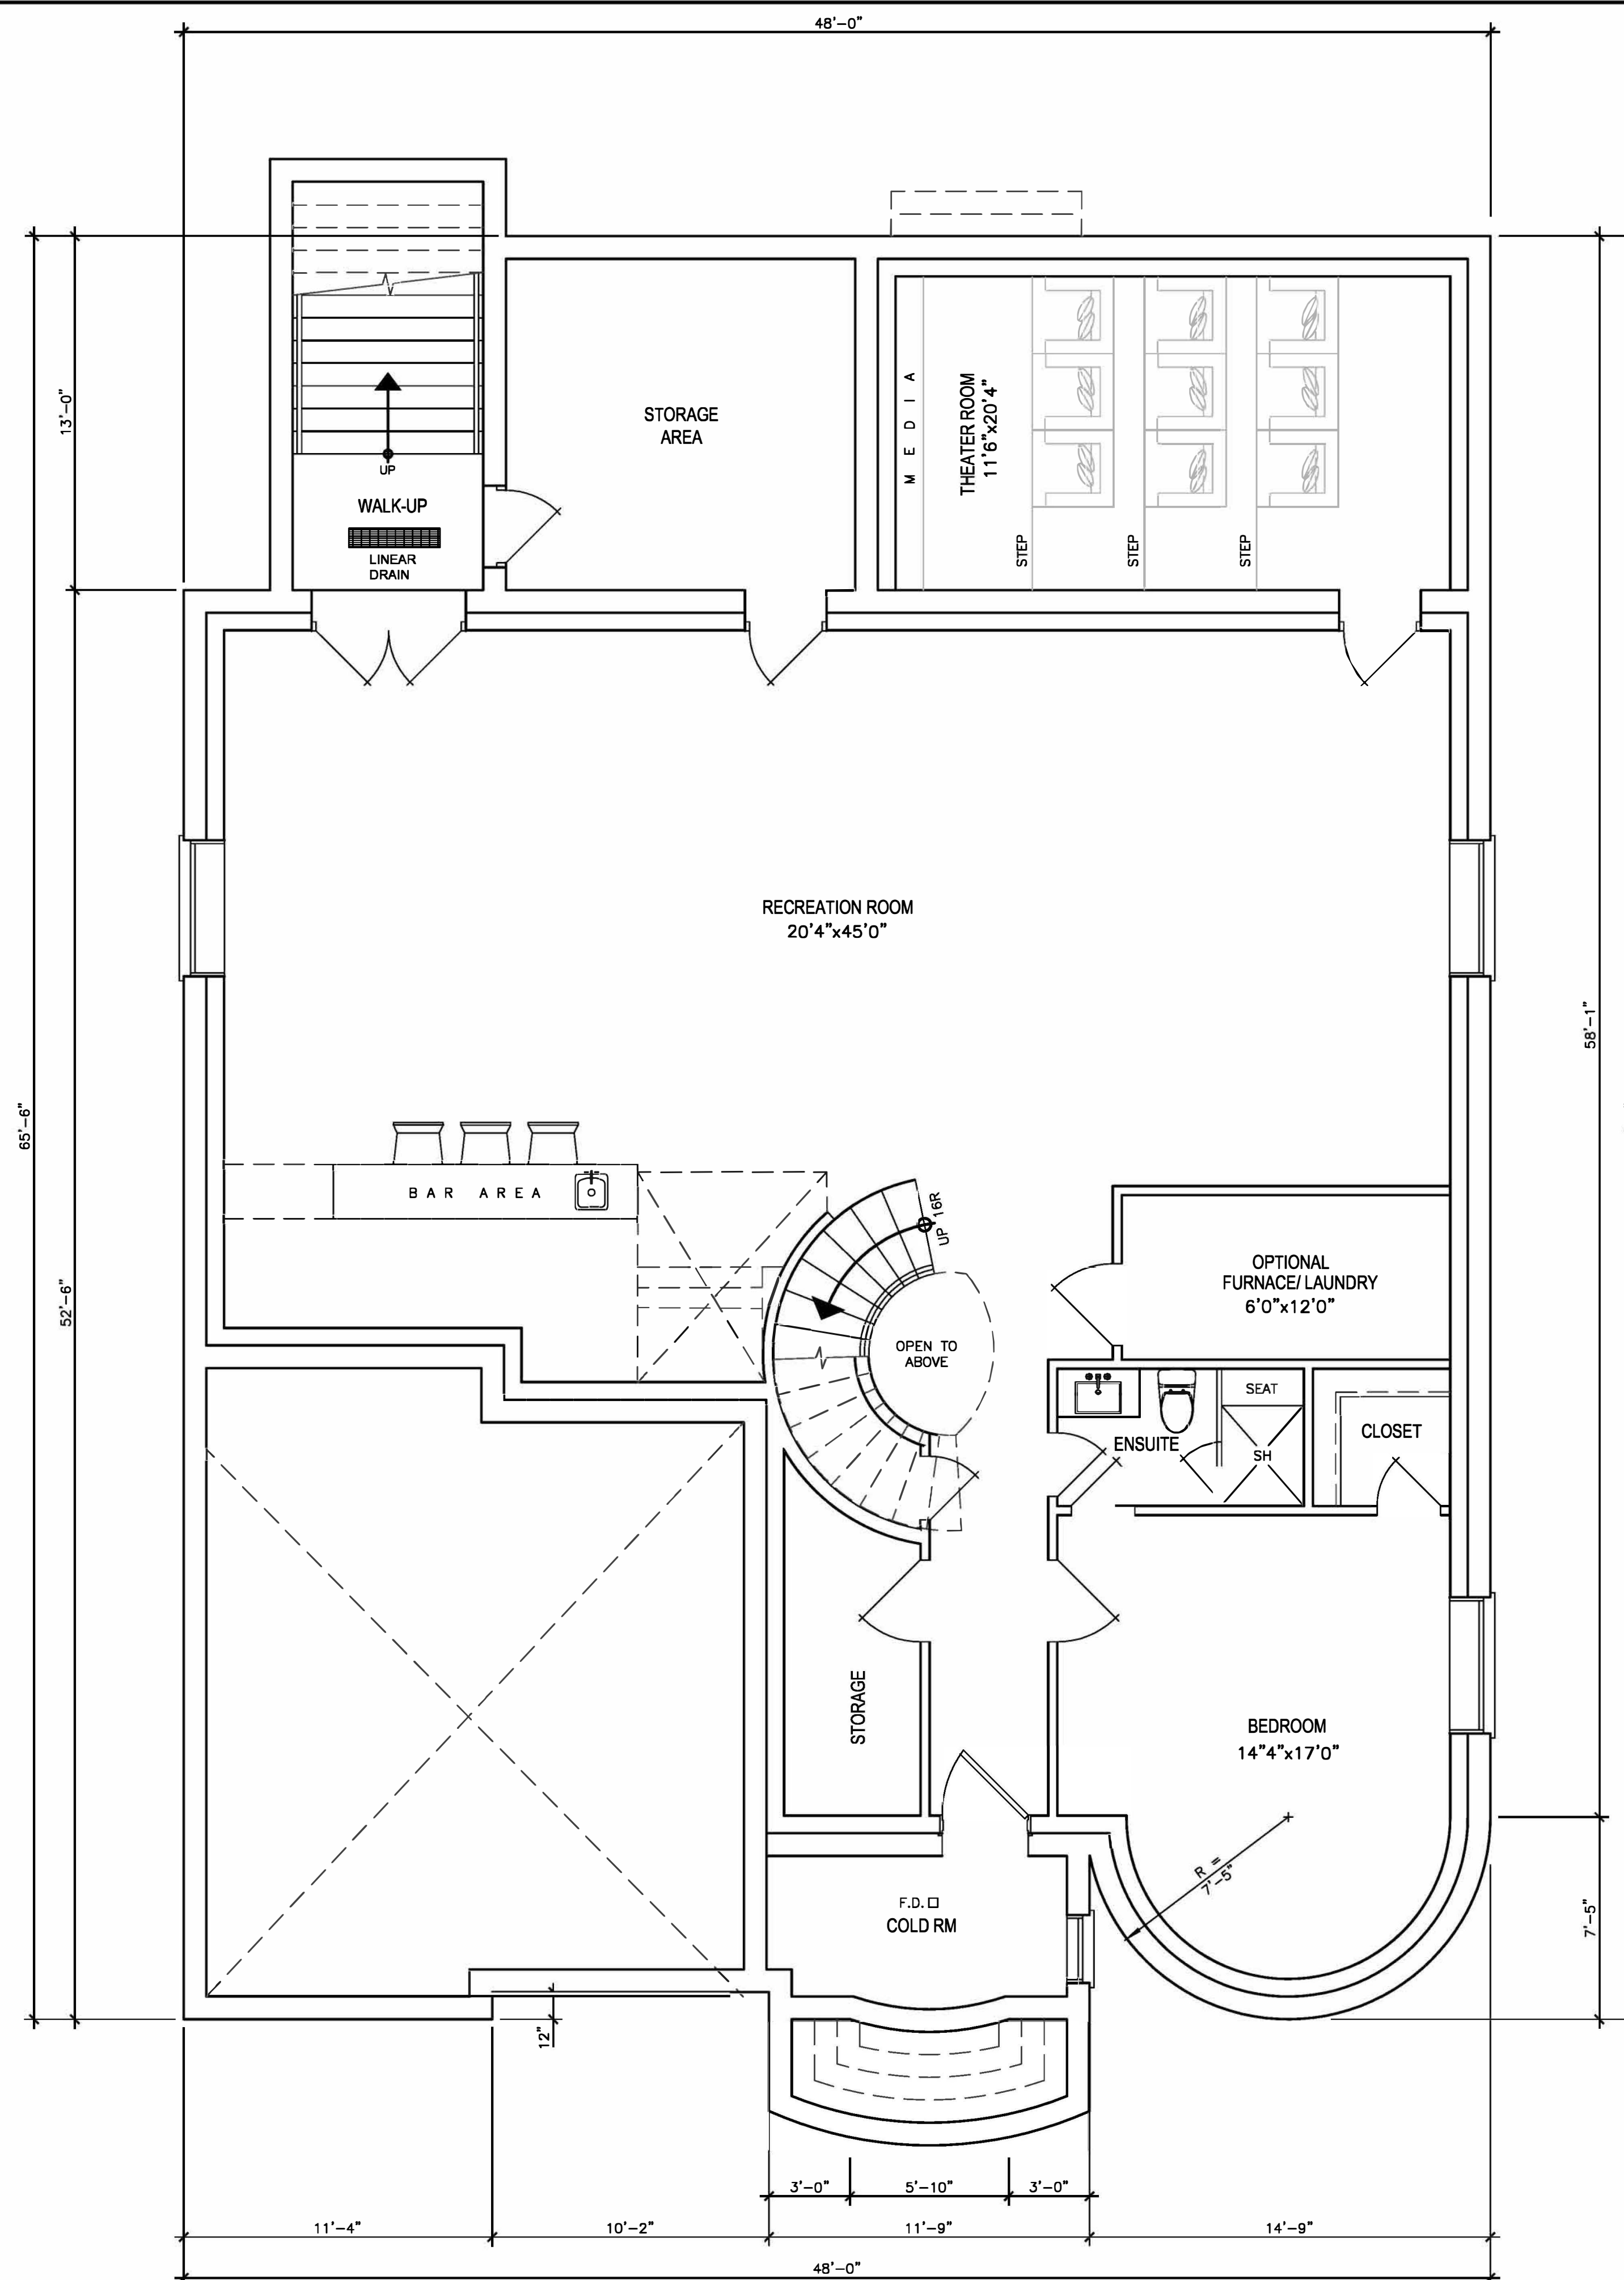 48'-0"
13'-0"
65'-6"
52'-6"
UP
WALK-UP
LINEAR
DRAIN
STORAGE
AREA
MEDIA
THEATER ROOM
11'6"x20'4"
STEP
STEP
STEP
RECREATION ROOM
20'4"x45'0"
58'-1"
BAR AREA
UP 16R
OPEN TO
ABOVE
OPTIONAL
FURNACE/ LAUNDRY
6'0"x12'0"
SEAT
ENSUITE
SH
CLOSET
STORAGE
BEDROOM
14"4"x17'0"
R =
7'-5"
7'-5"
F.D.
COLD RM
12"
3'-0"
5'-10"
3'-0"
11'-4"
10'-2"
11'-9"
14'-9"
48'-0"